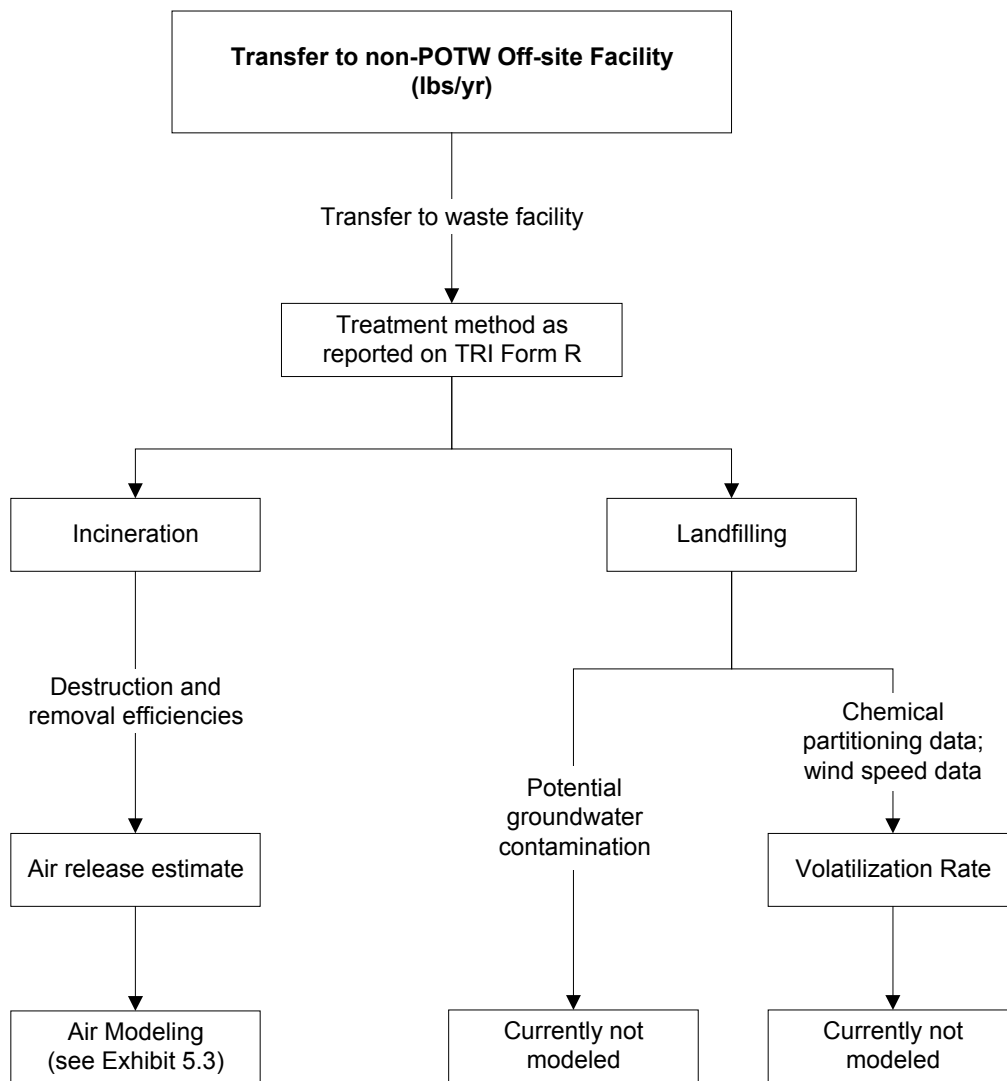 Transfer to non-POTW Off-site Facility
(lbs/yr)
Transfer to waste facility
Treatment method as
reported on TRI Form R
Incineration
Landfilling
Destruction and
removal efficiencies
Chemical
partitioning data;
wind speed data
Potential
groundwater
contamination
Air release estimate
Volatilization Rate
Air Modeling
(see Exhibit 5.3)
Currently not
modeled
Currently not
modeled